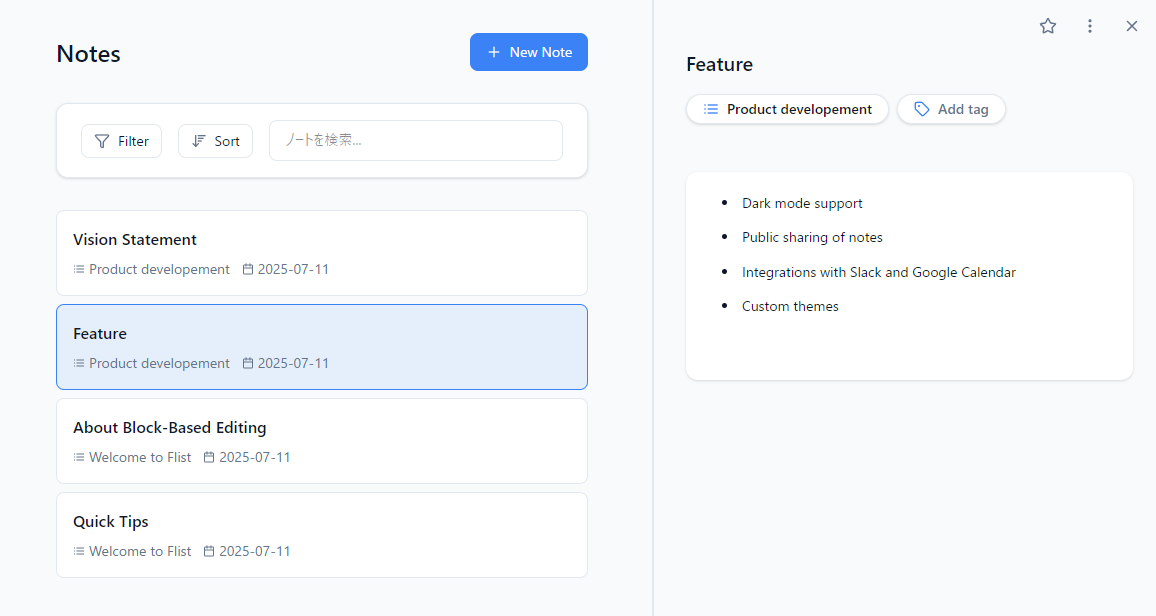 Notes
New Note
Filter
Sort
ノートを検索...
Vision Statement
Product developement 2025-07-11
Feature
Product developement 2025-07-11
About Block-Based Editing
Welcome to Flist 2025-07-11
Quick Tips
Welcome to Flist 2025-07-11
Feature
Product developement
Add tag
Dark mode support
Public sharing of notes
Integrations with Slack and Google Calendar
Custom themes